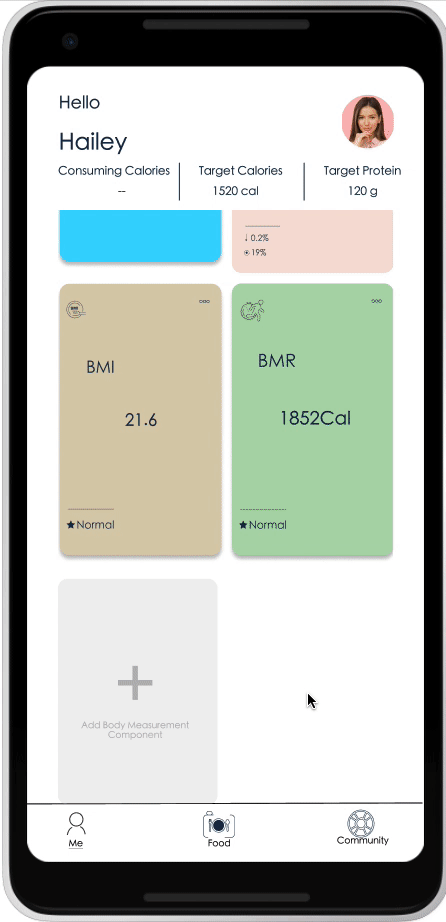 Hello
Hailey
Consuming Calories Target Calories Target Protein
-- 1520 cal 120 g
↓ 0.2%
19%
BMI
21.6
Normal
BMR
1852Cal
Normal
Add Body Measurement
Component
Me Food Community